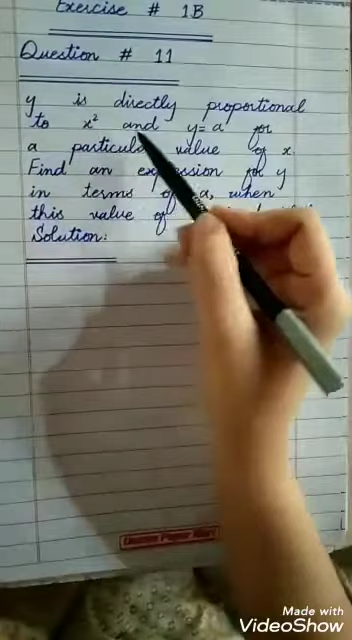 Exercise # 1B
Question # 11
y is directly proportional
to x² and y = a for
a particular value of x.
Find an expression for y
in terms of a, when
this value of
Solution:
Made with
VideoShow